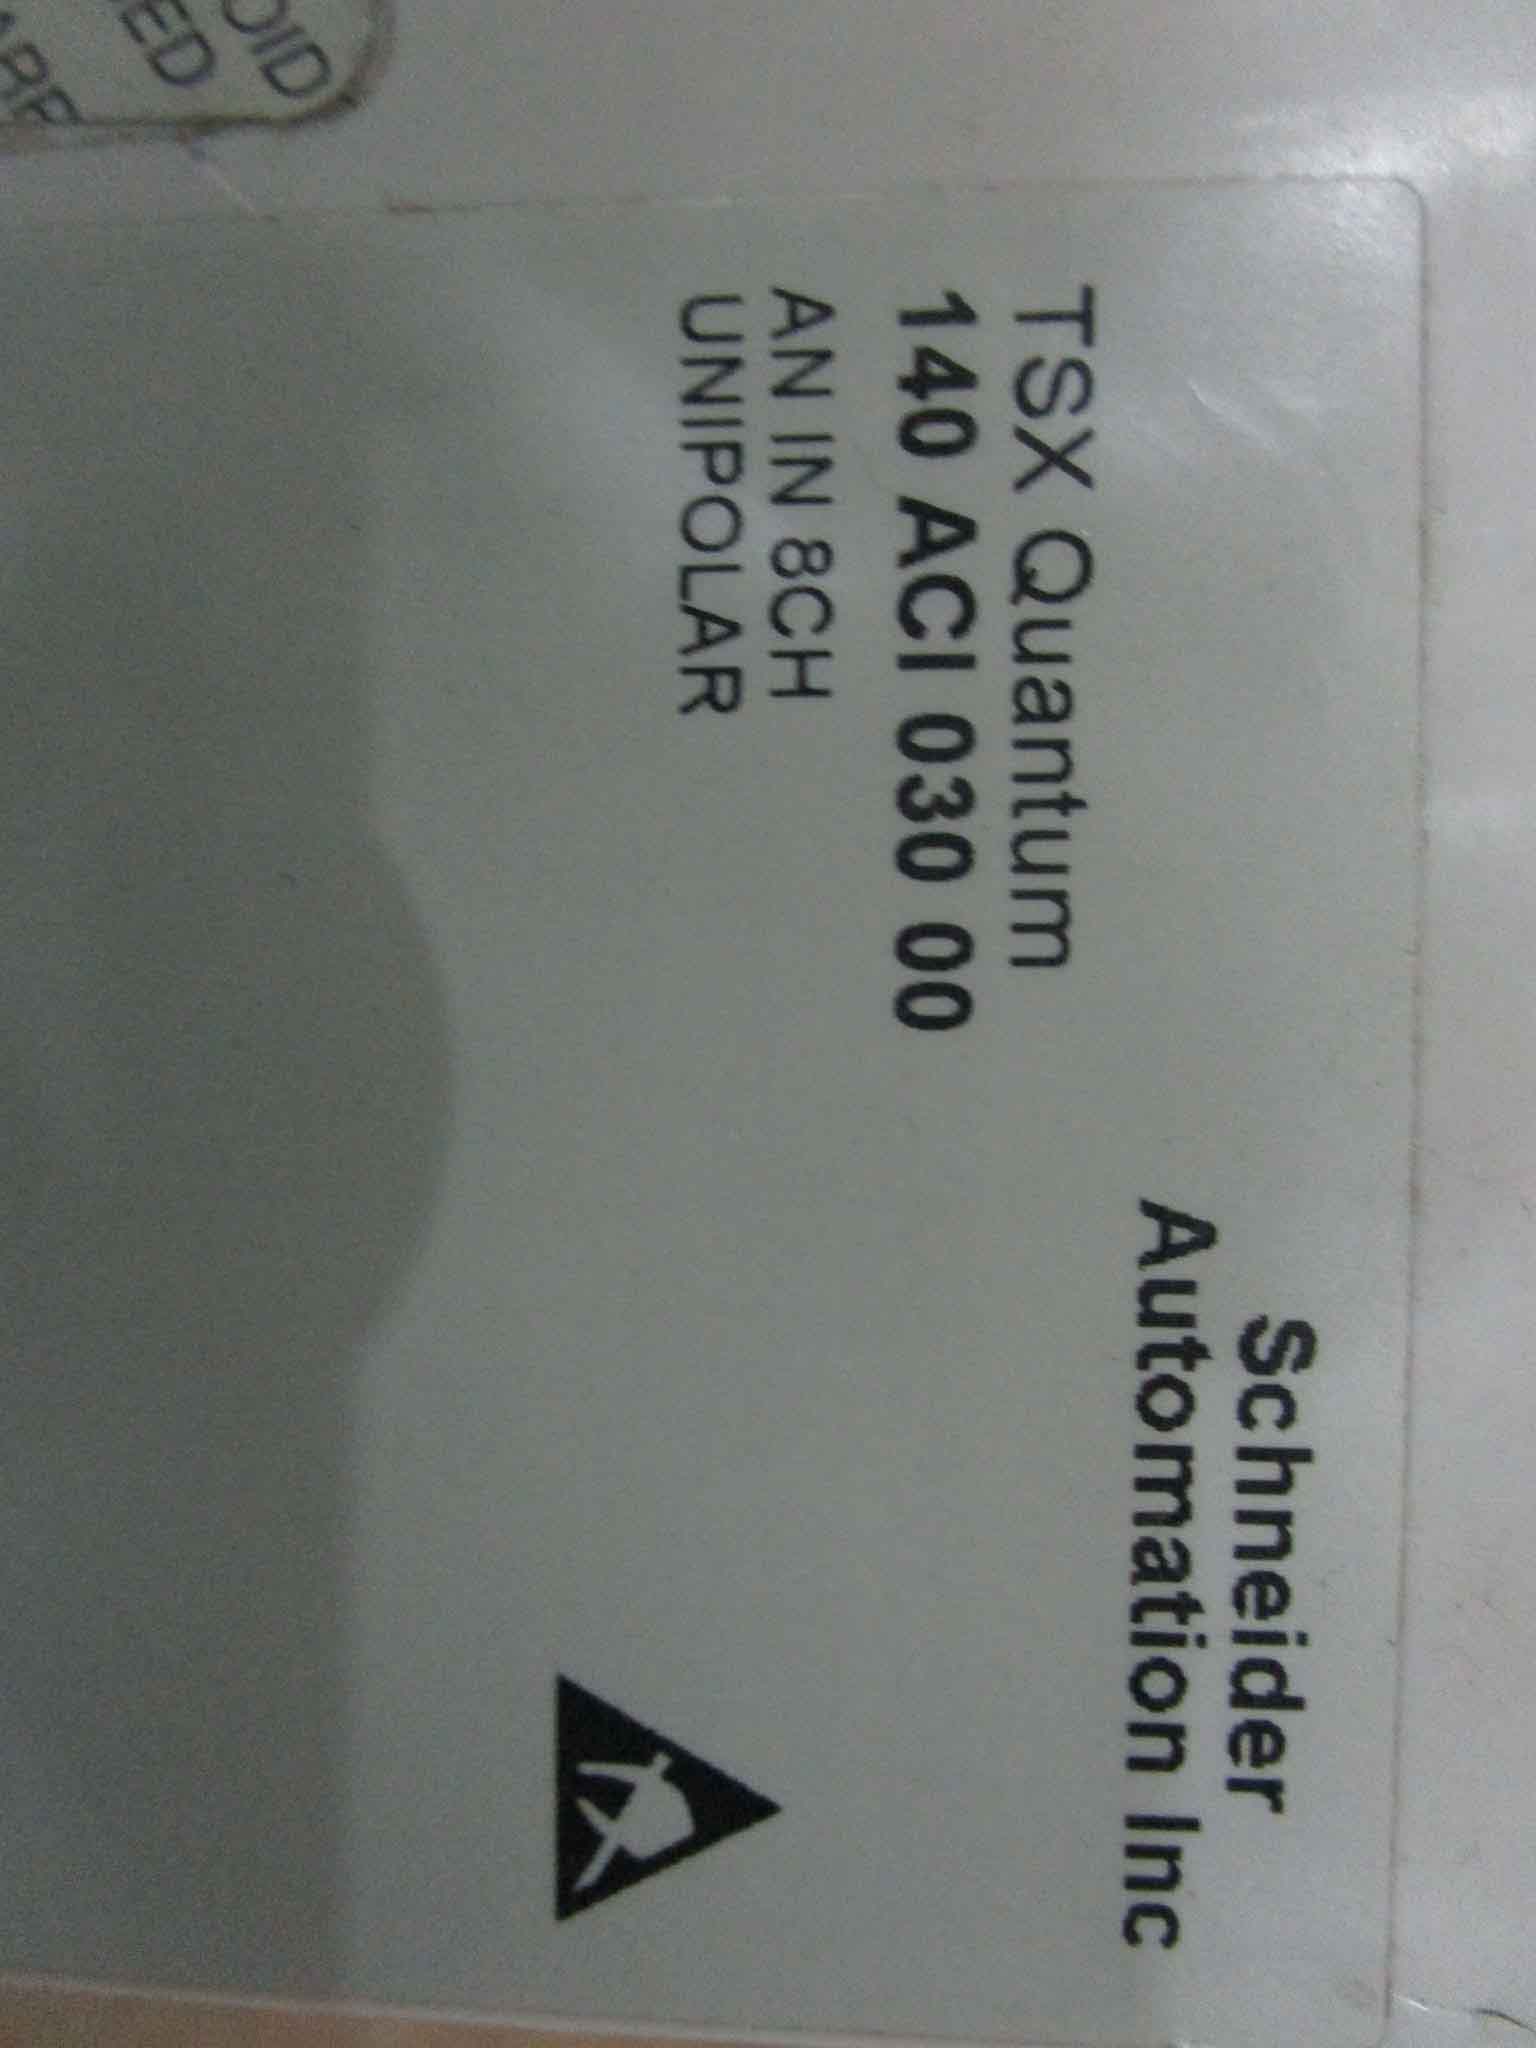 Schneider
Automation Inc
TSX Quantum
140 ACI 030 00
AN IN 8CH
UNIPOLAR